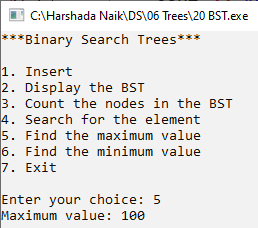 C:\Harshada Naik\DS\06 Trees\20 BST.exe
***Binary Search Trees***
1. Insert
2. Display the BST
3. Count the nodes in the BST
4. Search for the element
5. Find the maximum value
6. Find the minimum value
7. Exit
Enter your choice: 5
Maximum value: 100